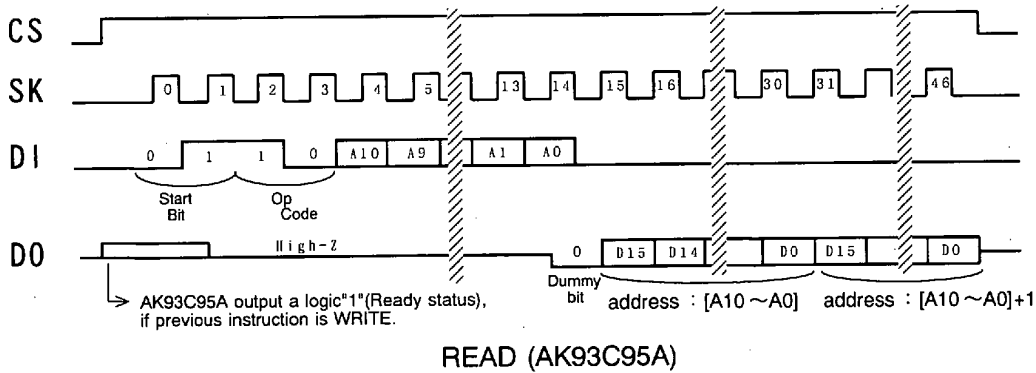 CS
SK 0 1 2 3 4 5 13 14 15 16 30 31 46
DI 0 1 1 0 A10 A9 A1 A0
Start Bit
Op Code
DO High-Z 0 D15 D14 D0 D15 D0
Dummy bit
address : [A10 ~A0]
address : [A10 ~A0]+1
AK93C95A output a logic"1"(Ready status),
if previous instruction is WRITE.
READ (AK93C95A)